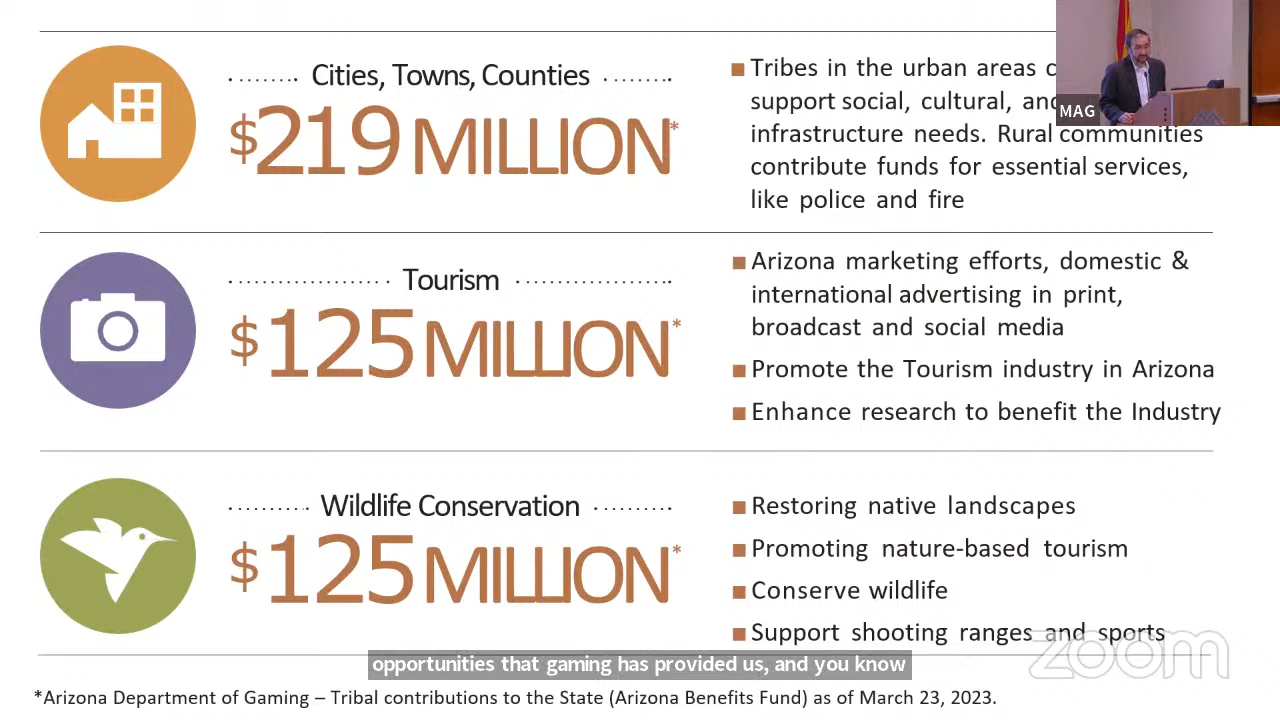 Cities, Towns, Counties
$219 MILLION*
■ Tribes in the urban areas
support social, cultural,
infrastructure needs. Rural communities
contribute funds for essential services,
like police and fire
MAG
Tourism
$125 MILLION*
■ Arizona marketing efforts, domestic &
international advertising in print,
broadcast and social media
■ Promote the Tourism industry in Arizona
■ Enhance research to benefit the Industry
Wildlife Conservation
$125 MILLION*
■ Restoring native landscapes
■ Promoting nature-based tourism
■ Conserve wildlife
■ Support shooting ranges and sports
zoom
opportunities that gaming has provided us, and you know
*Arizona Department of Gaming – Tribal contributions to the State (Arizona Benefits Fund) as of March 23, 2023.